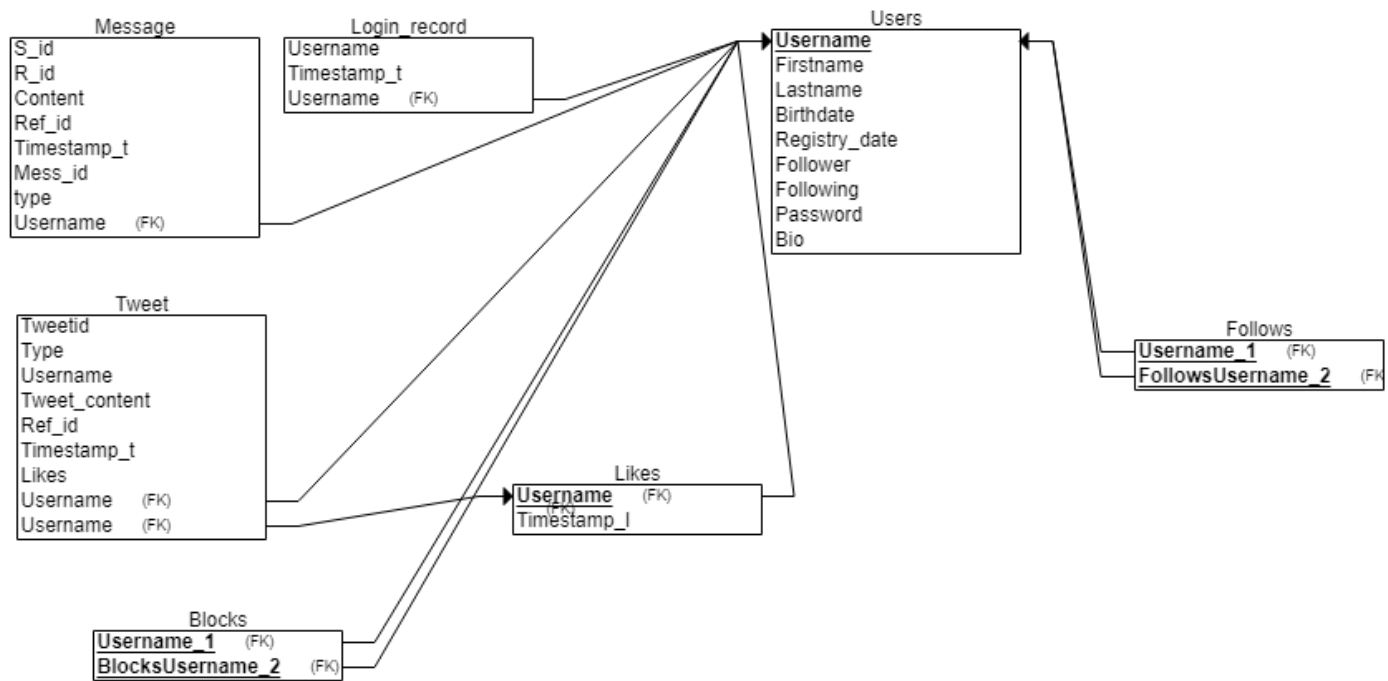 Message
S_id
R_id
Content
Ref_id
Timestamp_t
Mess_id
type
Username (FK)
Login_record
Username
Timestamp_t
Username (FK)
Users
Username
Firstname
Lastname
Birthdate
Registry_date
Follower
Following
Password
Bio
Tweet
Tweetid
Type
Username
Tweet_content
Ref_id
Timestamp_t
Likes
Username (FK)
Username (FK)
Likes
Username (FK)
(FK)
Timestamp_l
Follows
Username_1 (FK)
FollowsUsername_2 (FK
Blocks
Username_1 (FK)
BlocksUsername_2 (FK)